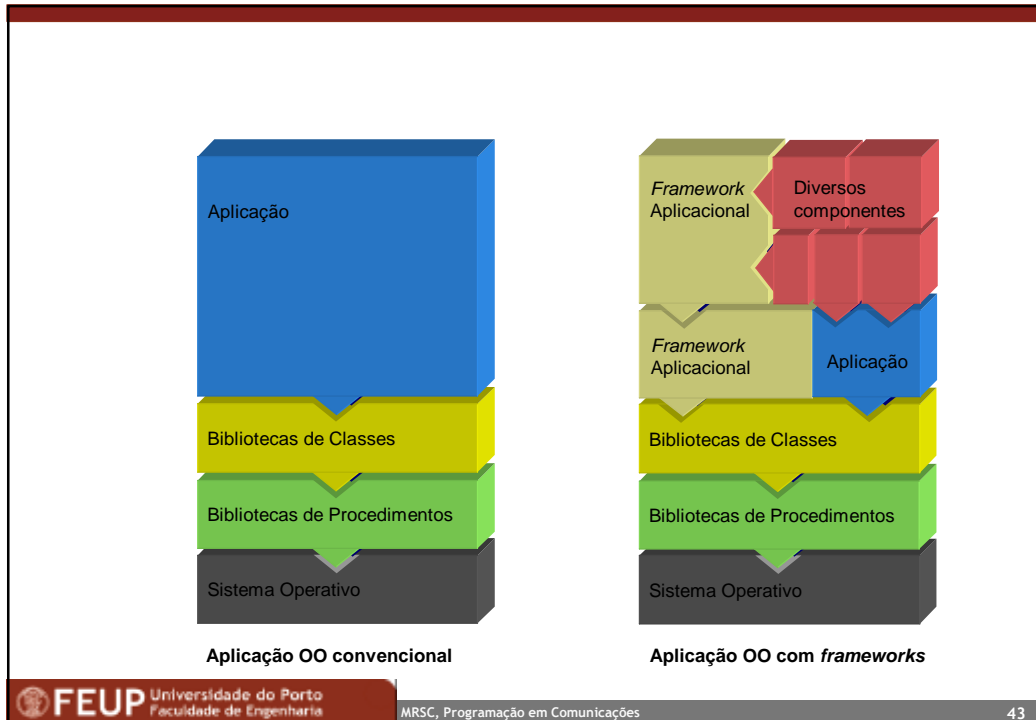 Aplicação
Bibliotecas de Classes
Bibliotecas de Procedimentos
Sistema Operativo
Aplicação OO convencional
Framework
Aplicacional
Diversos
componentes
Framework
Aplicacional
Aplicação
Bibliotecas de Classes
Bibliotecas de Procedimentos
Sistema Operativo
Aplicação OO com frameworks
FEUP Universidade do Porto
Faculdade de Engenharia
MRSC, Programação em Comunicações
43